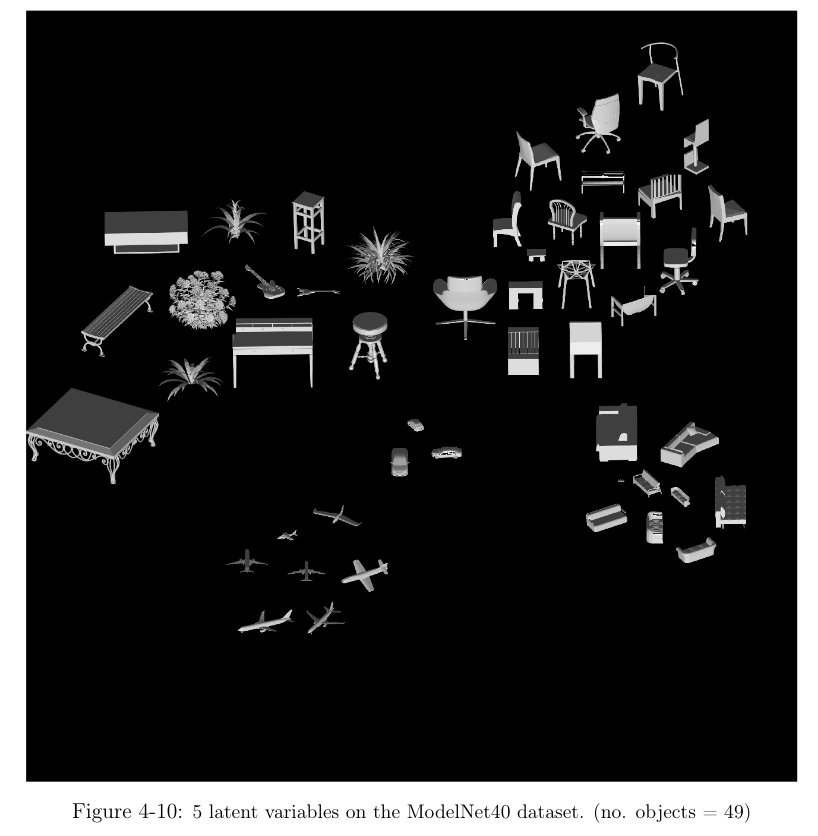 Figure 4-10: 5 latent variables on the ModelNet40 dataset. (no. objects = 49)